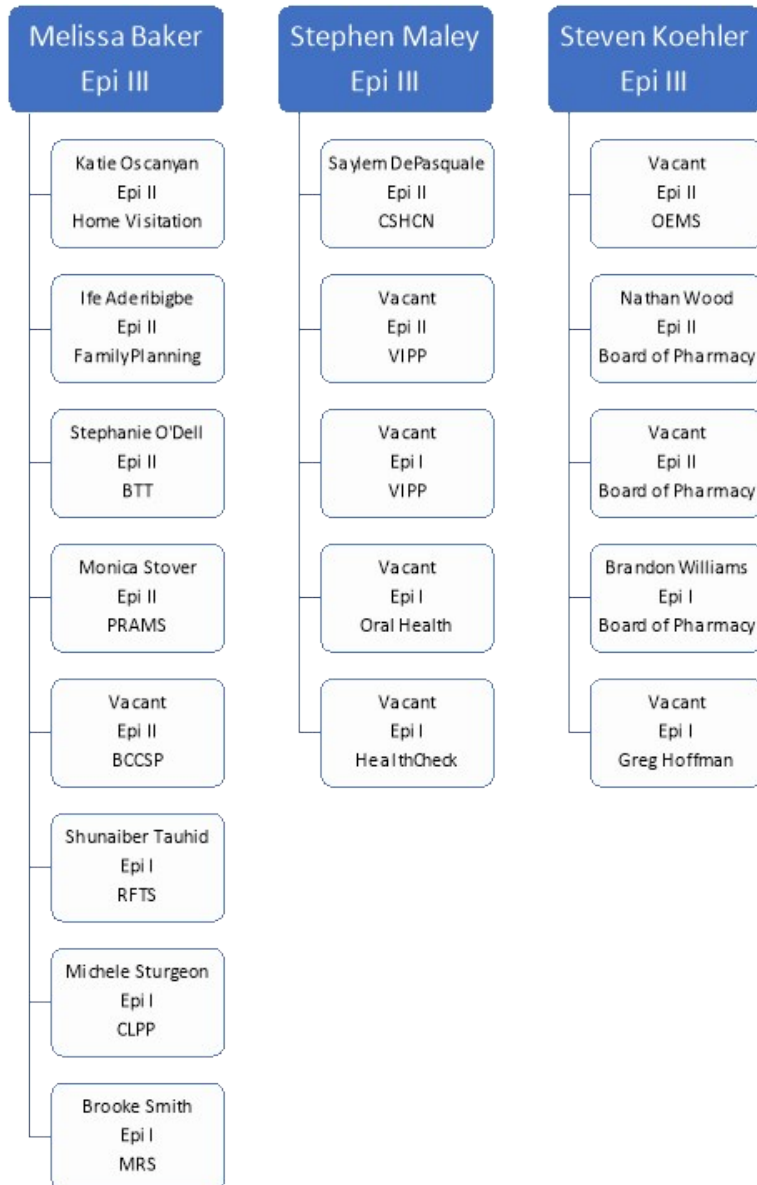 Melissa Baker
Epi III
Katie Oscanyan
Epi II
Home Visitation
Ife Aderibigbe
Epi II
FamilyPlanning
Stephanie O'Dell
Epi II
BTT
Monica Stover
Epi II
PRAMS
Vacant
Epi II
BCCSP
Shunaiber Tauhid
Epi I
RFTS
Michele Sturgeon
Epi I
CLPP
Brooke Smith
Epi I
MRS
Stephen Maley
Epi III
Saylem DePasquale
Epi II
CSHCN
Vacant
Epi II
VIPP
Vacant
Epi I
VIPP
Vacant
Epi I
Oral Health
Vacant
Epi I
HealthCheck
Steven Koehler
Epi III
Vacant
Epi II
OEMS
Nathan Wood
Epi II
Board of Pharmacy
Vacant
Epi II
Board of Pharmacy
Brandon Williams
Epi I
Board of Pharmacy
Vacant
Epi I
Greg Hoffman